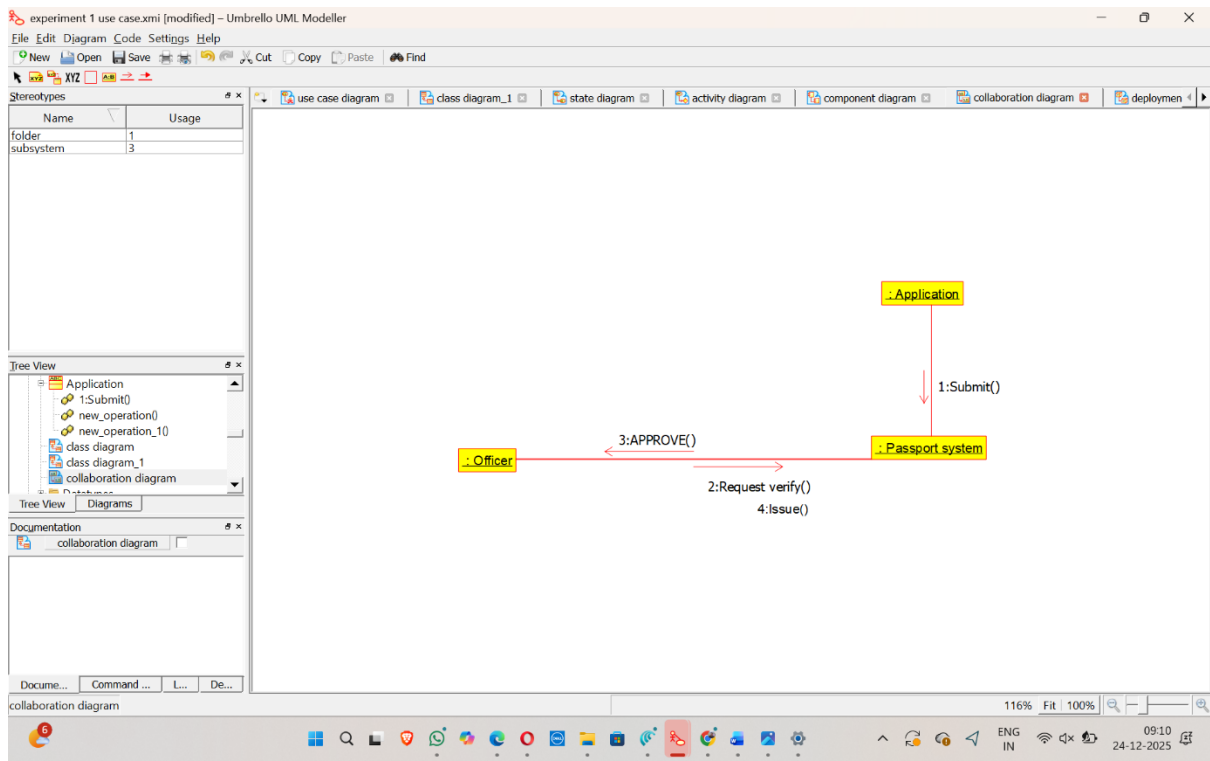 experiment 1 use case.xmi [modified] – Umbrello UML Modeller
File Edit Diagram Code Settings Help
New Open Save Cut Copy Paste Find
XYZ XYZ A:B
Stereotypes
use case diagram class diagram_1 state diagram activity diagram component diagram collaboration diagram deploymen
Name Usage
folder 1
subsystem 3
: Application
Tree View
Application
1:Submit()
new_operation()
new_operation_1()
class diagram
class diagram_1
collaboration diagram
Datatypes
Tree View Diagrams
1:Submit()
3:APPROVE()
: Officer
: Passport system
2:Request verify()
4:Issue()
Documentation
collaboration diagram
Docume... Command ... L... De...
collaboration diagram
116% Fit 100%
6
ENG
IN
09:10
24-12-2025